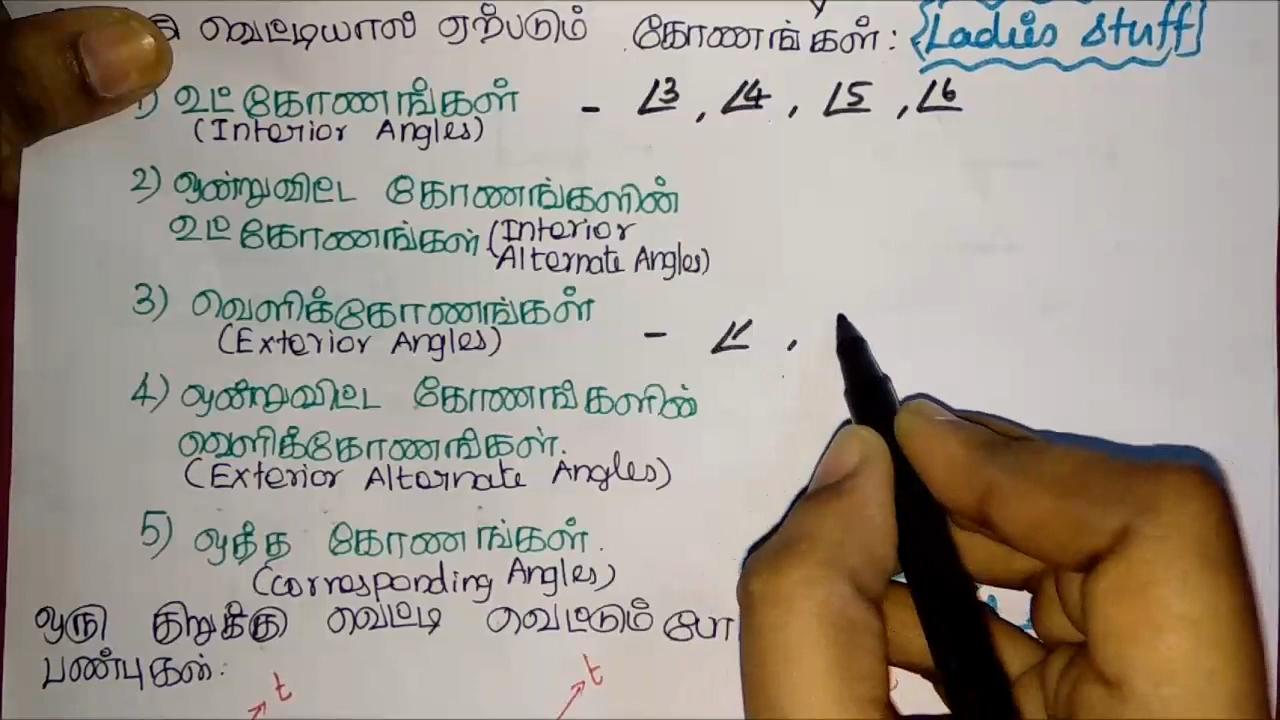 வெட்டியால் ஏற்படும் கோணங்கள்: {Ladies Stuff}
1) உட்கோணங்கள் - ∠3, ∠4, ∠5, ∠6
(Interior Angles)
2) ஒன்றுவிட்ட கோணங்களின்
உட்கோணங்கள் (Interior
Alternate Angles)
3) வெளிக்கோணங்கள்
(Exterior Angles) - ∠1,
4) ஒன்றுவிட்ட கோணங்களின்
வெளிக்கோணங்கள்.
(Exterior Alternate Angles)
5) ஒத்த கோணங்கள்.
(Corresponding Angles)
ஒரு குறுக்கு வெட்டி வெட்டும் போ
பண்புகள்:
t t